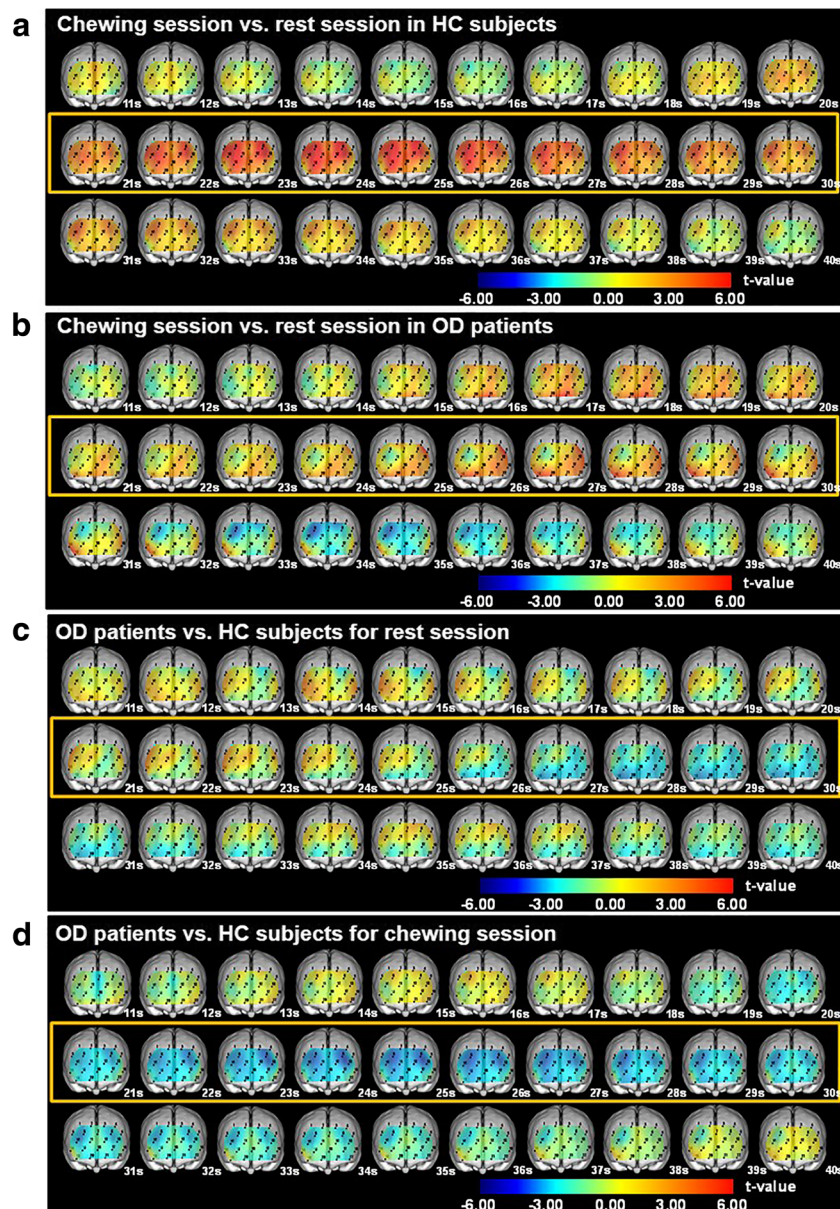 a
Chewing session vs. rest session in HC subjects
11s 12s 13s 14s 15s 16s 17s 18s 19s 20s
21s 22s 23s 24s 25s 26s 27s 28s 29s 30s
31s 32s 33s 34s 35s 36s 37s 38s 39s 40s
t-value
-6.00 -3.00 0.00 3.00 6.00
b
Chewing session vs. rest session in OD patients
11s 12s 13s 14s 15s 16s 17s 18s 19s 20s
21s 22s 23s 24s 25s 26s 27s 28s 29s 30s
31s 32s 33s 34s 35s 36s 37s 38s 39s 40s
t-value
-6.00 -3.00 0.00 3.00 6.00
c
OD patients vs. HC subjects for rest session
11s 12s 13s 14s 15s 16s 17s 18s 19s 20s
21s 22s 23s 24s 25s 26s 27s 28s 29s 30s
31s 32s 33s 34s 35s 36s 37s 38s 39s 40s
t-value
-6.00 -3.00 0.00 3.00 6.00
d
OD patients vs. HC subjects for chewing session
11s 12s 13s 14s 15s 16s 17s 18s 19s 20s
21s 22s 23s 24s 25s 26s 27s 28s 29s 30s
31s 32s 33s 34s 35s 36s 37s 38s 39s 40s
t-value
-6.00 -3.00 0.00 3.00 6.00